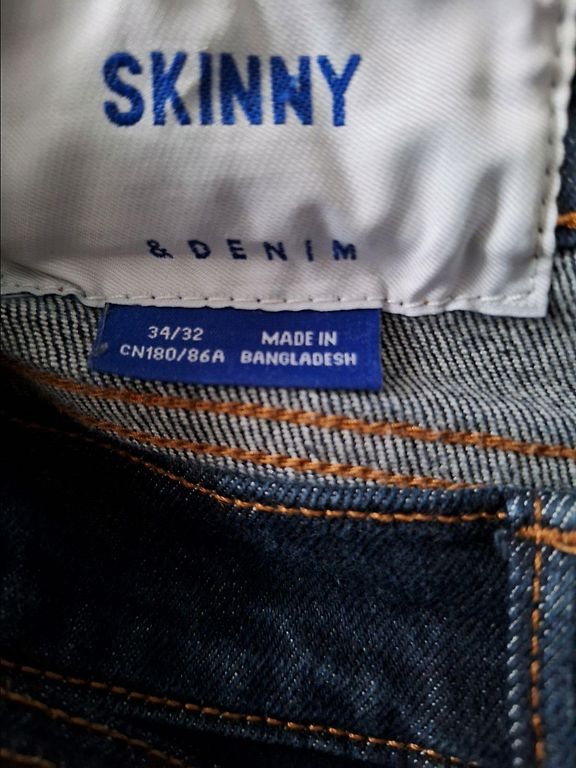 SKINNY
& DENIM
34/32
CN180/86A
MADE IN
BANGLADESH